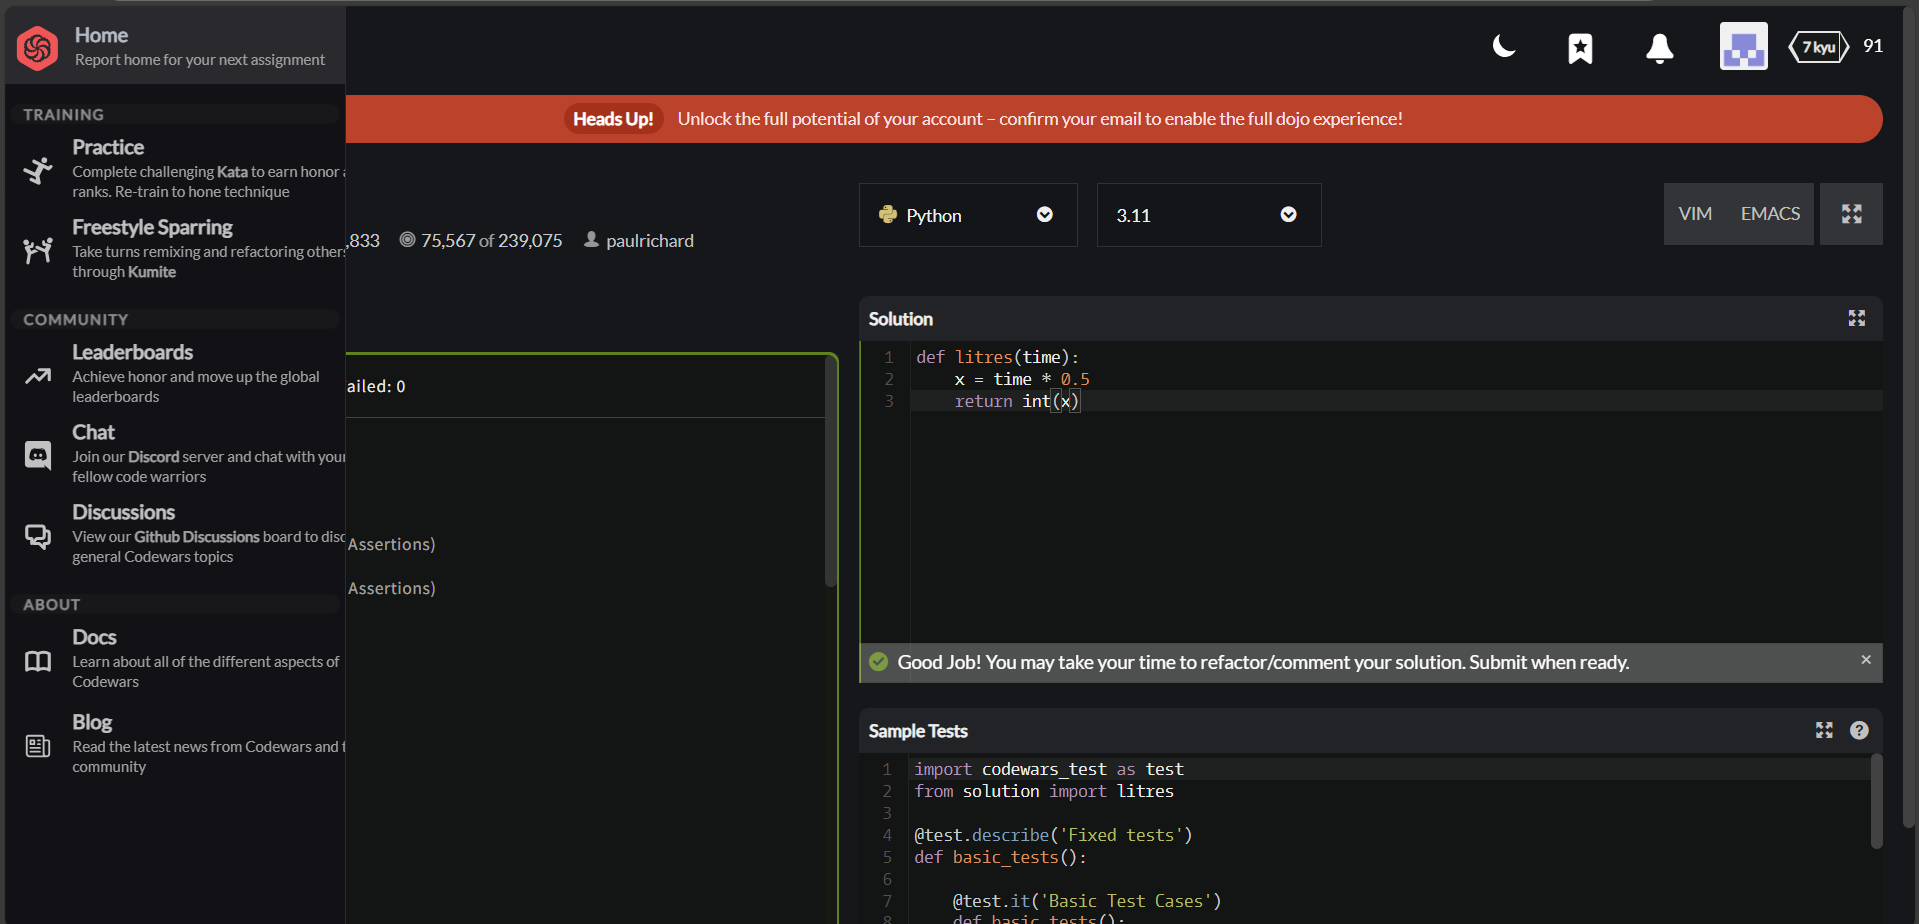 Home
Report home for your next assignment
TRAINING
Practice
Complete challenging Kata to earn honor
ranks. Re-train to hone technique
Freestyle Sparring
Take turns remixing and refactoring others
through Kumite
COMMUNITY
Leaderboards
Achieve honor and move up the global
leaderboards
Chat
Join our Discord server and chat with your
fellow code warriors
Discussions
View our Github Discussions board to disc
general Codewars topics
ABOUT
Docs
Learn about all of the different aspects of
Codewars
Blog
Read the latest news from Codewars and t
community
7 kyu 91
Heads Up! Unlock the full potential of your account – confirm your email to enable the full dojo experience!
,833 75,567 of 239,075 paulrichard
Python 3.11 VIM EMACS
ailed: 0
Assertions)
Assertions)
Solution
1 def litres(time):
2 x = time * 0.5
3 return int(x)
Good Job! You may take your time to refactor/comment your solution. Submit when ready. ×
Sample Tests ?
1 import codewars_test as test
2 from solution import litres
3
4 @test.describe('Fixed tests')
5 def basic_tests():
6
7 @test.it('Basic Test Cases')
8 def basic_tests():